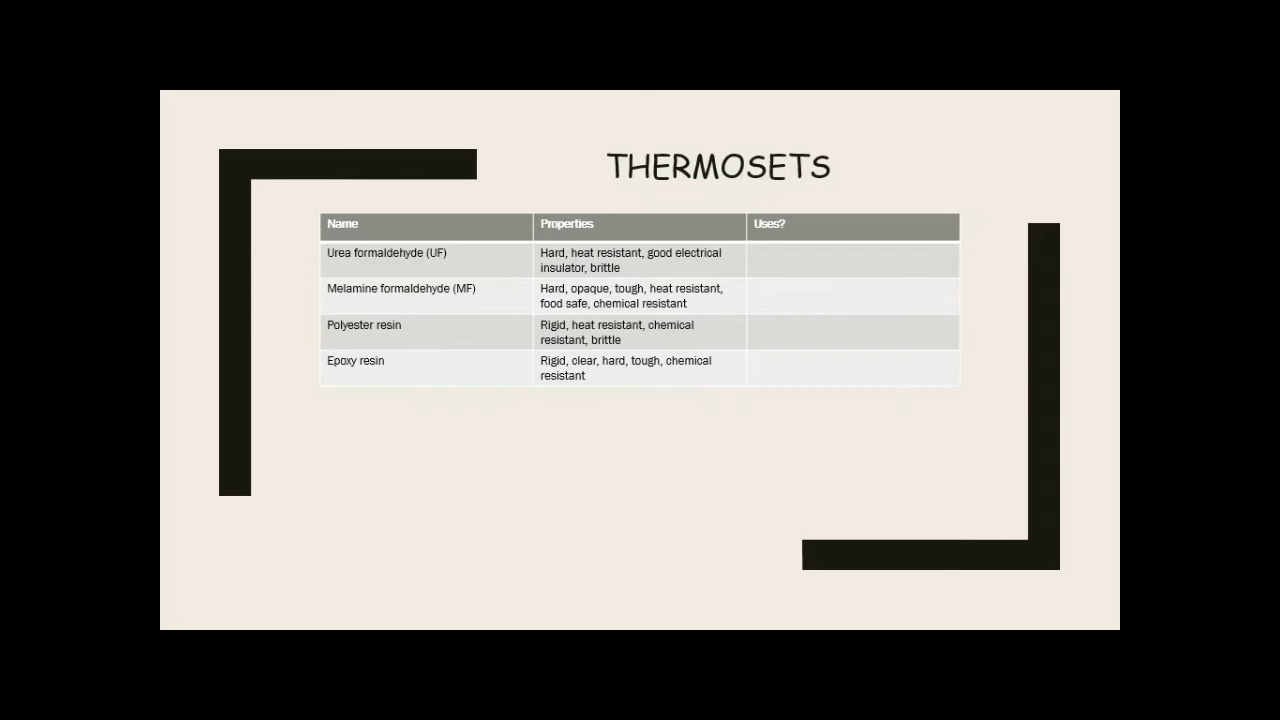 THERMOSETS
Name Properties Uses?
Urea formaldehyde (UF) Hard, heat resistant, good electrical
insulator, brittle
Melamine formaldehyde (MF) Hard, opaque, tough, heat resistant,
food safe, chemical resistant
Polyester resin Rigid, heat resistant, chemical
resistant, brittle
Epoxy resin Rigid, clear, hard, tough, chemical
resistant